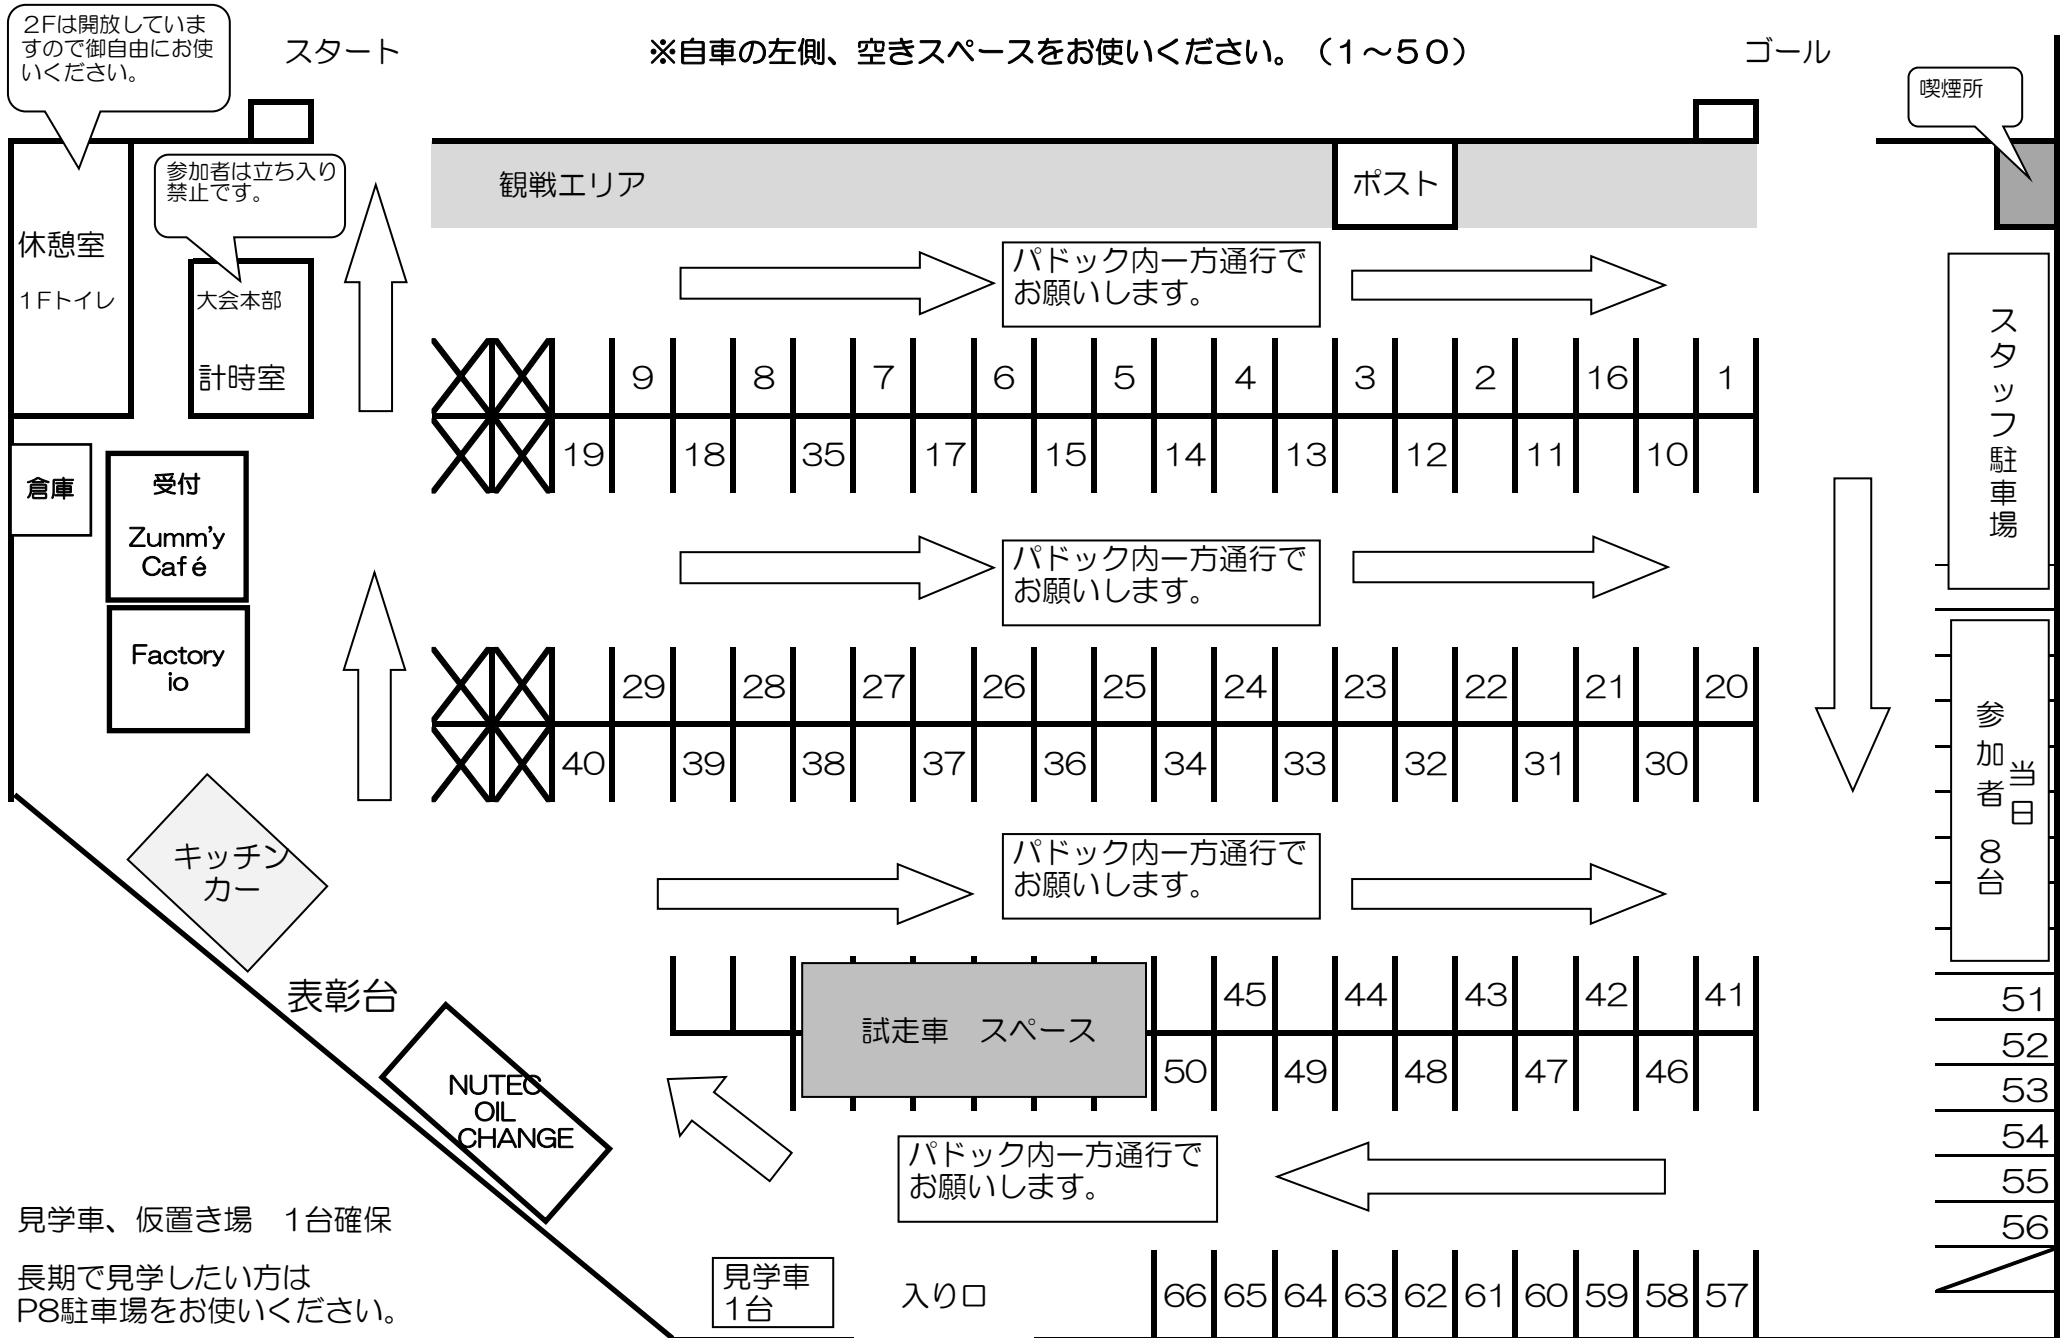 2Fは開放していま
すので御自由にお使
いください。
スタート
※自車の左側、空きスペースをお使いください。（1～50）
ゴール
喫煙所
参加者は立ち入り
禁止です。
観戦エリア
ポスト
休憩室
1Fトイレ
大会本部
計時室
パドック内一方通行で
お願いします。
9 8 7 6 5 4 3 2 16 1
19 18 35 17 15 14 13 12 11 10
スタッフ駐車場
倉庫
受付
Zumm'y
Café
Factory
io
パドック内一方通行で
お願いします。
29 28 27 26 25 24 23 22 21 20
40 39 38 37 36 34 33 32 31 30
当日
参加者 8台
キッチン
カー
パドック内一方通行で
お願いします。
表彰台
試走車 スペース
45 44 43 42 41
50 49 48 47 46
NUTEC
OIL
CHANGE
51
52
53
54
55
56
パドック内一方通行で
お願いします。
見学車、仮置き場 1台確保
長期で見学したい方は
P8駐車場をお使いください。
見学車
1台
入り口
66 65 64 63 62 61 60 59 58 57